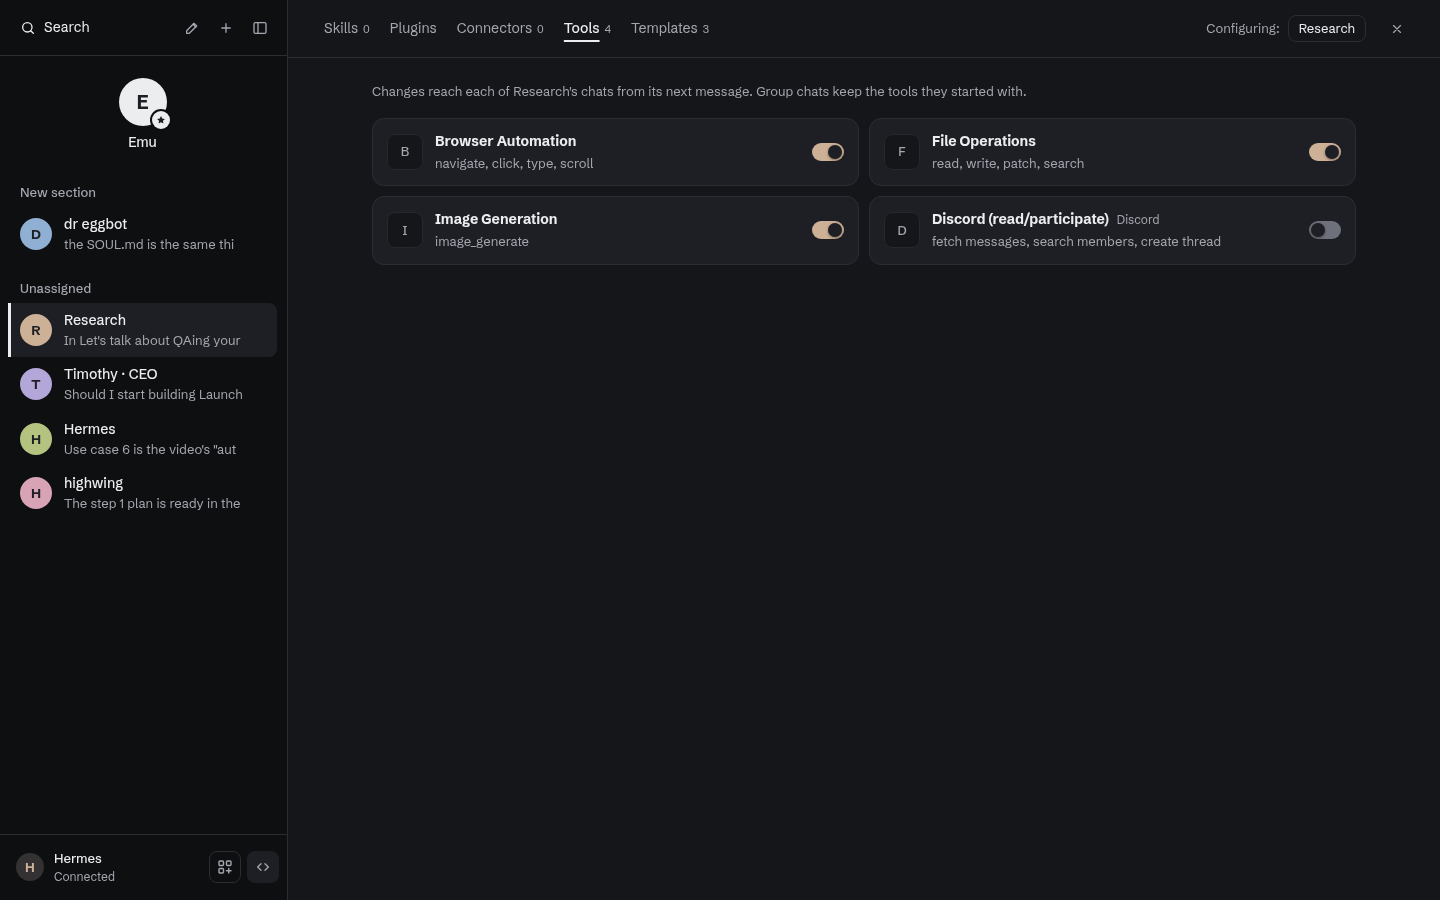 Search
E
Emu
New section
D
dr eggbot
the SOUL.md is the same thi
Unassigned
R
Research
In Let's talk about QAing your
T
Timothy · CEO
Should I start building Launch
H
Hermes
Use case 6 is the video's "aut
H
highwing
The step 1 plan is ready in the
H
Hermes
Connected
Skills 0 Plugins Connectors 0 Tools 4 Templates 3
Configuring: Research
Changes reach each of Research's chats from its next message. Group chats keep the tools they started with.
B
Browser Automation
navigate, click, type, scroll
F
File Operations
read, write, patch, search
I
Image Generation
image_generate
D
Discord (read/participate) Discord
fetch messages, search members, create thread